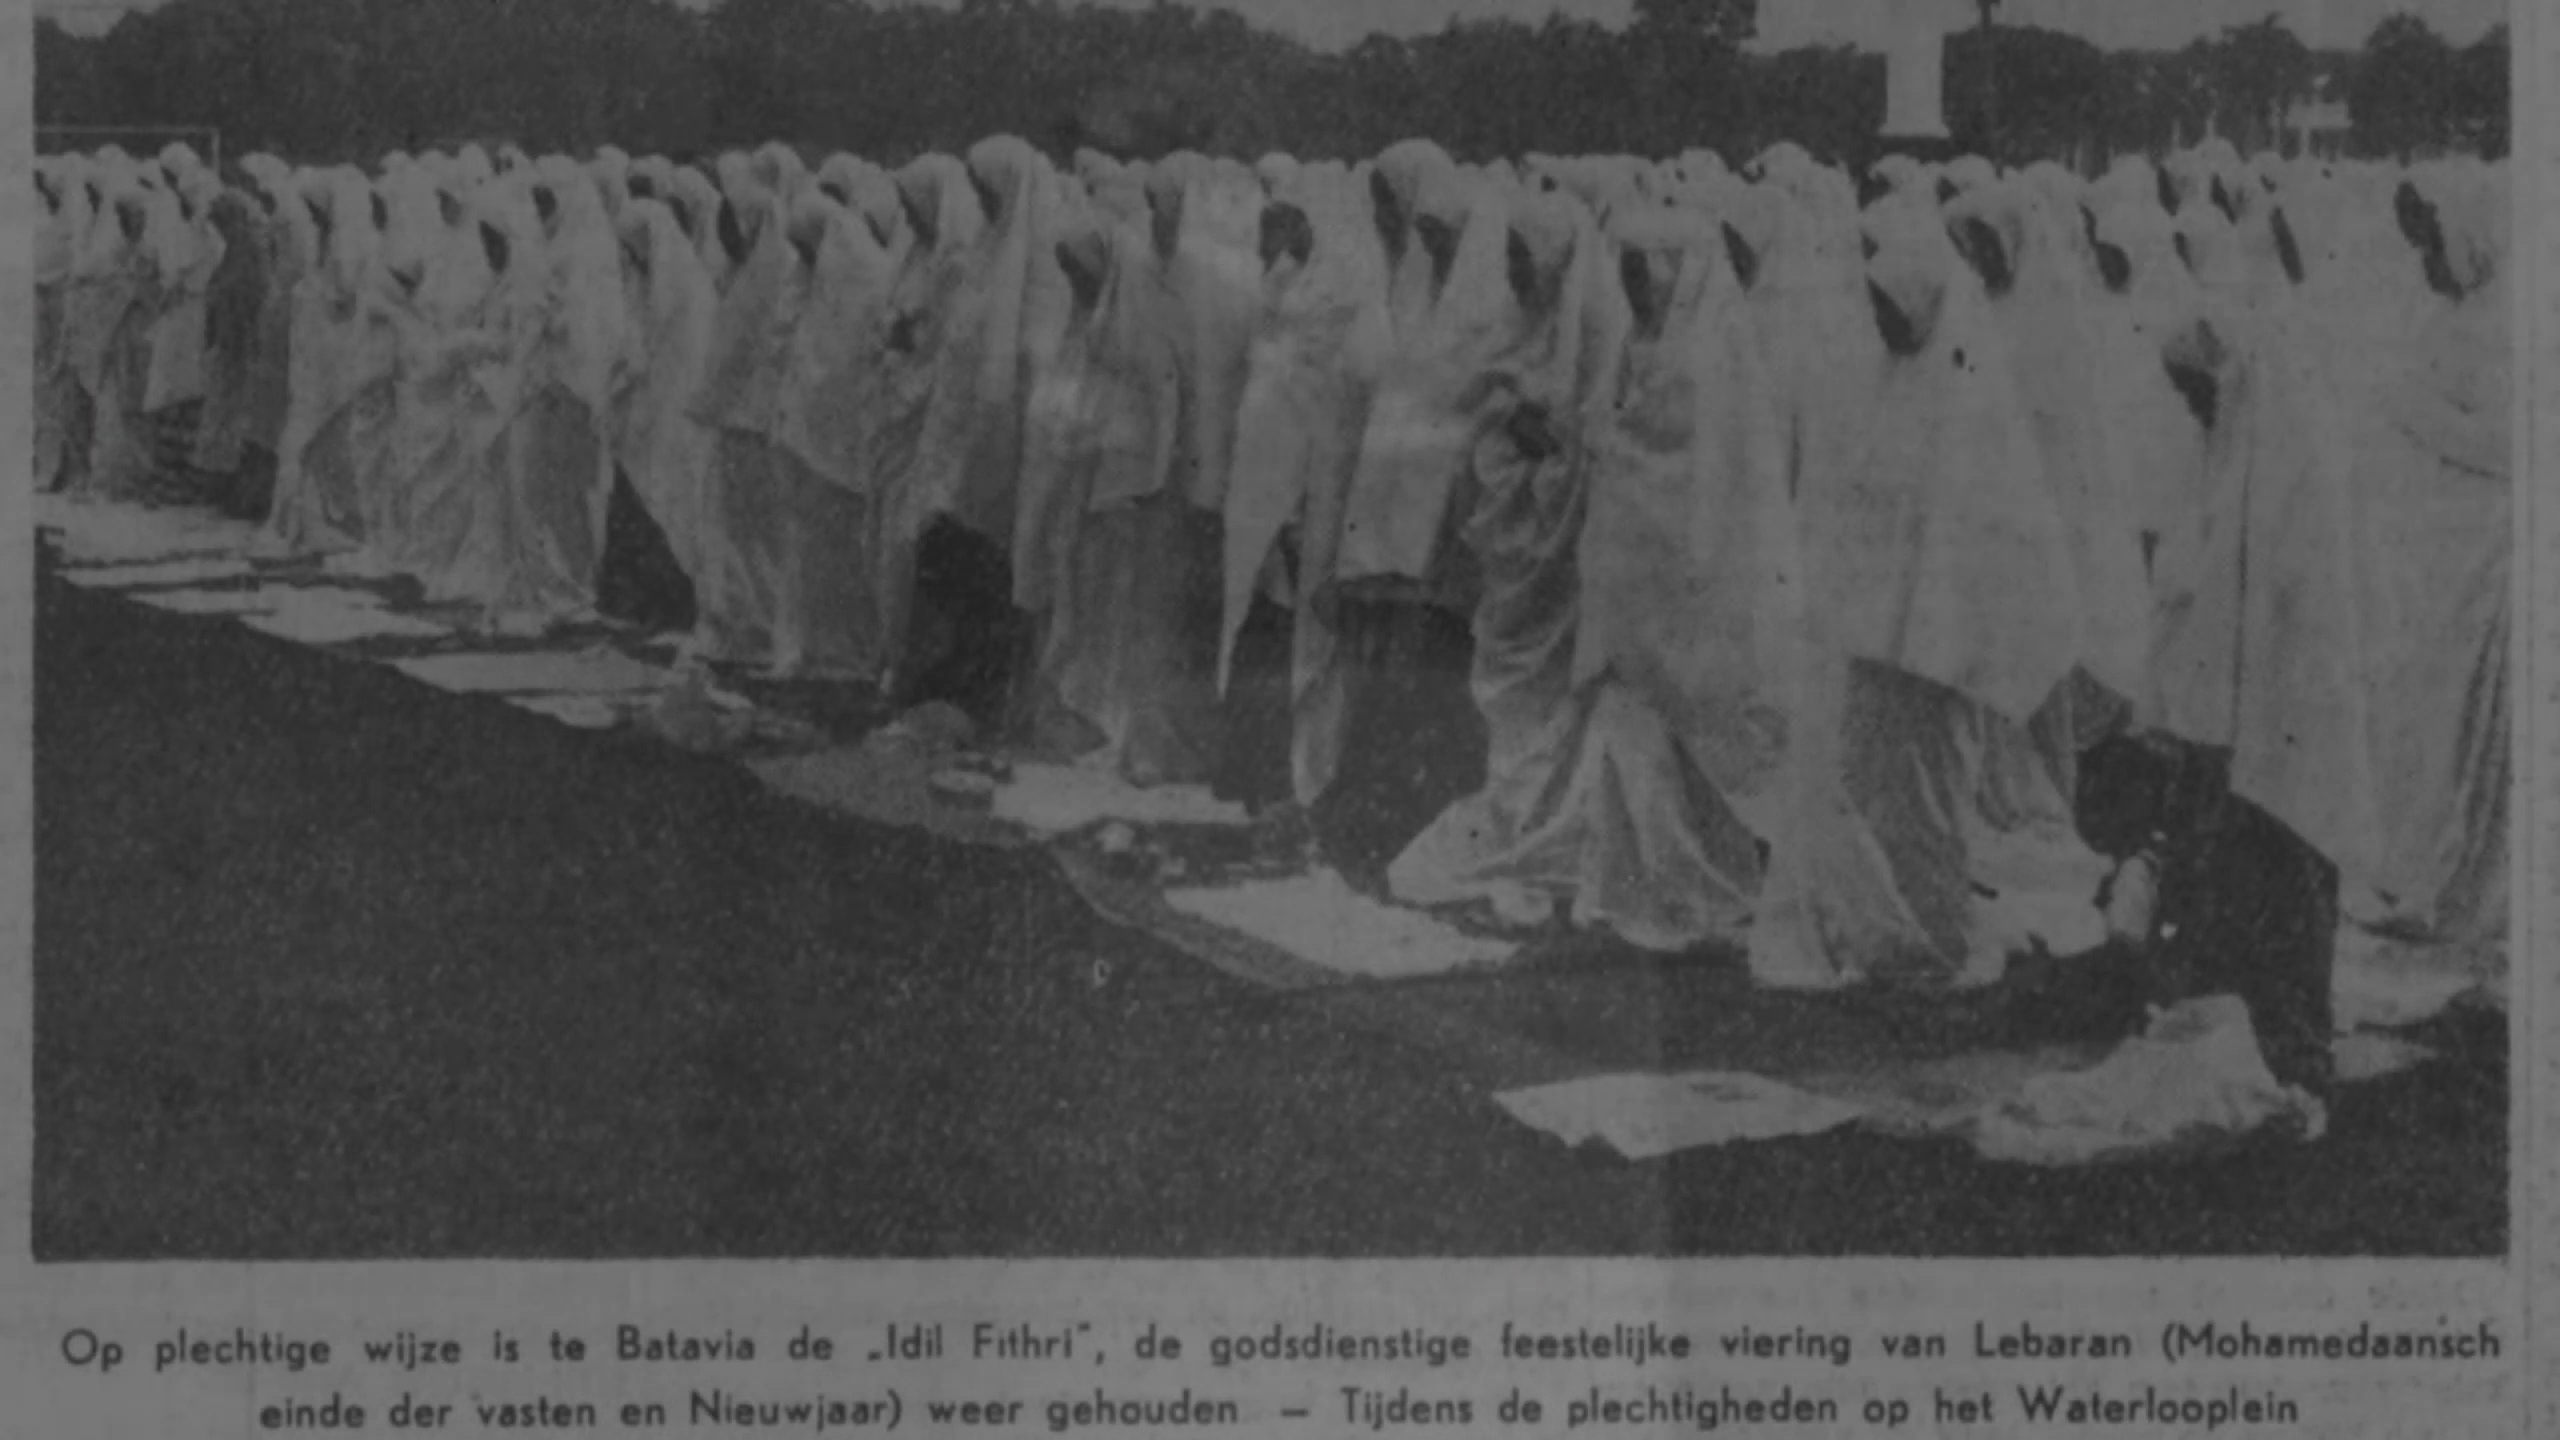 Op plechtige wijze is te Batavia de „Idil Fithri", de godsdienstige feestelijke viering van Lebaran (Mohamedaansch
einde der vasten en Nieuwjaar) weer gehouden — Tijdens de plechtigheden op het Waterlooplein